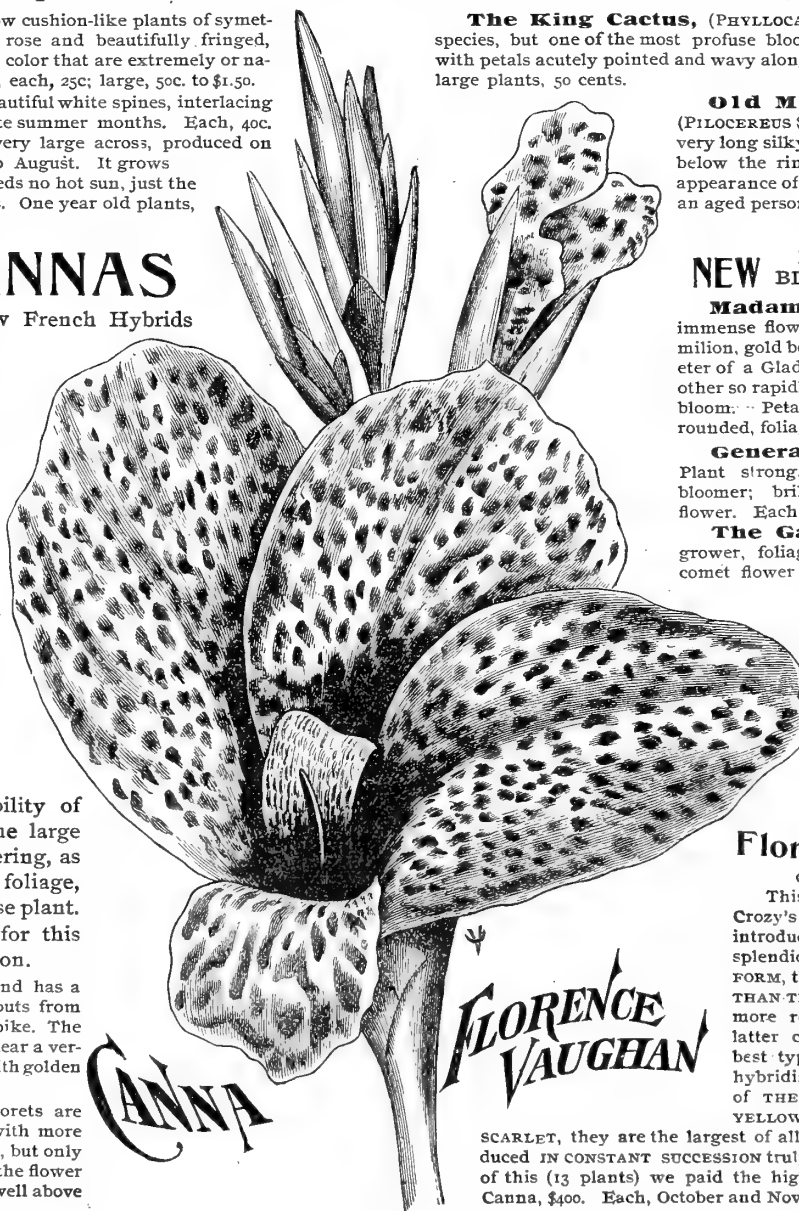 w cushion-like plants of symet-
rose and beautifully fringed,
color that are extremely or na-
each, 25c; large, 50c. to $1.50.
autiful white spines, interlacing
te summer months. Each, 40c.
very large across, produced on
o August. It grows
eds no hot sun, just the
s. One year old plants,
NNAS
w French Hybrids
bility of
ne large
ering, as
foliage,
se plant.
for this
on.
nd has a
outs from
pike. The
ear a ver-
ith golden
orets are
with more
, but only
the flower
well above
CANNA
FLORENCE
VAUGHAN
The King Cactus, (PHYLLOCA
species, but one of the most profuse bloo
with petals acutely pointed and wavy alon
large plants, 50 cents.
Old M
(PILOCEREUS S
very long silky
below the rin
appearance of
an aged person
NEW BL
Madam
immense flow
milion, gold bo
eter of a Glad
other so rapid
bloom. Peta
rounded, folia
Genera
Plant strong,
bloomer; bri
flower. Each
The Ga
grower, foliag
comet flower
Flor
This
Crozy's
introduc
splendid
FORM, t
THAN T
more r
latter c
best typ
hybridi
of THE
YELLOW
SCARLET, they are the largest of all
duced IN CONSTANT SUCCESSION trul
of this (13 plants) we paid the hig
Canna, $400. Each, October and Nov